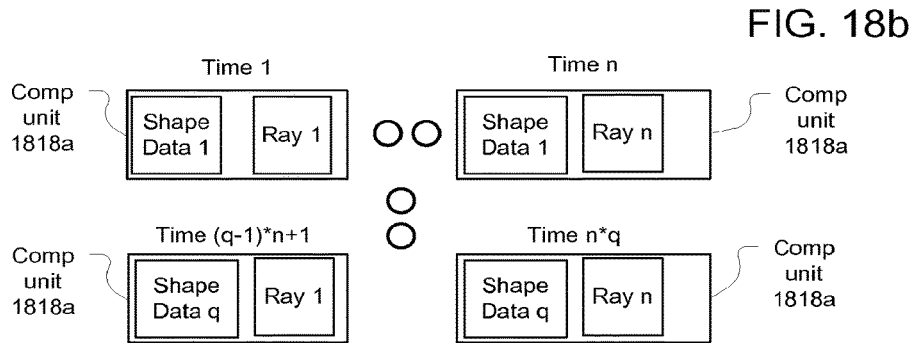 FIG. 18b
Time 1
Time n
Comp
unit
1818a
Shape
Data 1
Ray 1
Shape
Data 1
Ray n
Comp
unit
1818a
Time (q-1)*n+1
Time n*q
Comp
unit
1818a
Shape
Data q
Ray 1
Shape
Data q
Ray n
Comp
unit
1818a